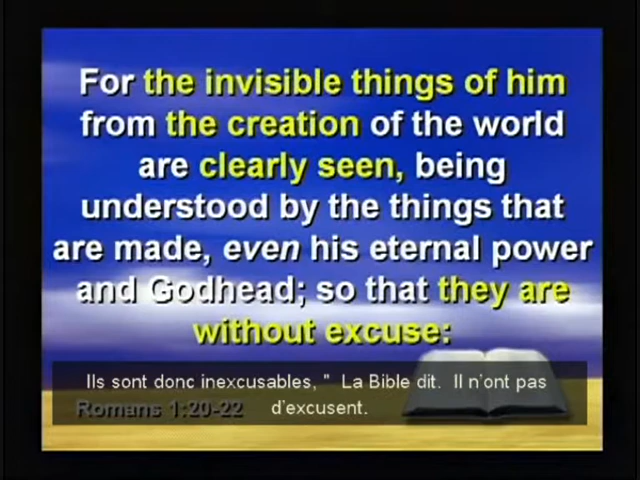 For the invisible things of him
from the creation of the world
are clearly seen, being
understood by the things that
are made, even his eternal power
and Godhead; so that they are
without excuse:
Ils sont donc inexcusables, " La Bible dit. Il n'ont pas
d'excusent.
Romans 1:20-22